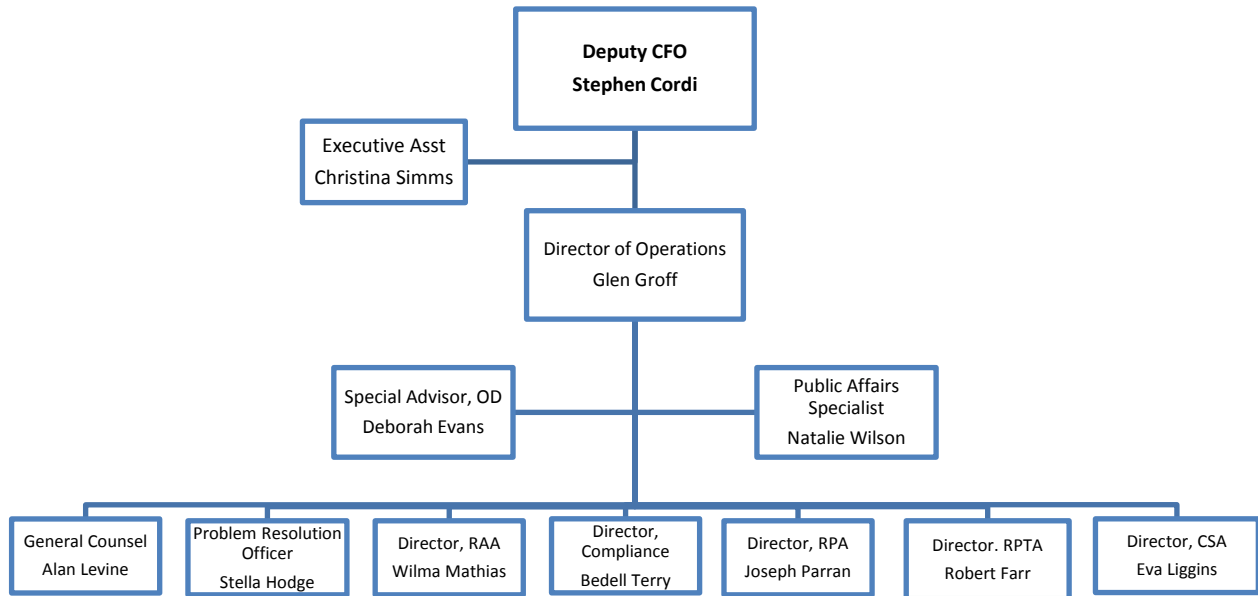 Deputy CFO
Stephen Cordi
Executive Asst
Christina Simms
Director of Operations
Glen Groff
Special Advisor, OD
Deborah Evans
Public Affairs
Specialist
Natalie Wilson
General Counsel
Alan Levine
Problem Resolution
Officer
Stella Hodge
Director, RAA
Wilma Mathias
Director,
Compliance
Bedell Terry
Director, RPA
Joseph Parran
Director. RPTA
Robert Farr
Director, CSA
Eva Liggins